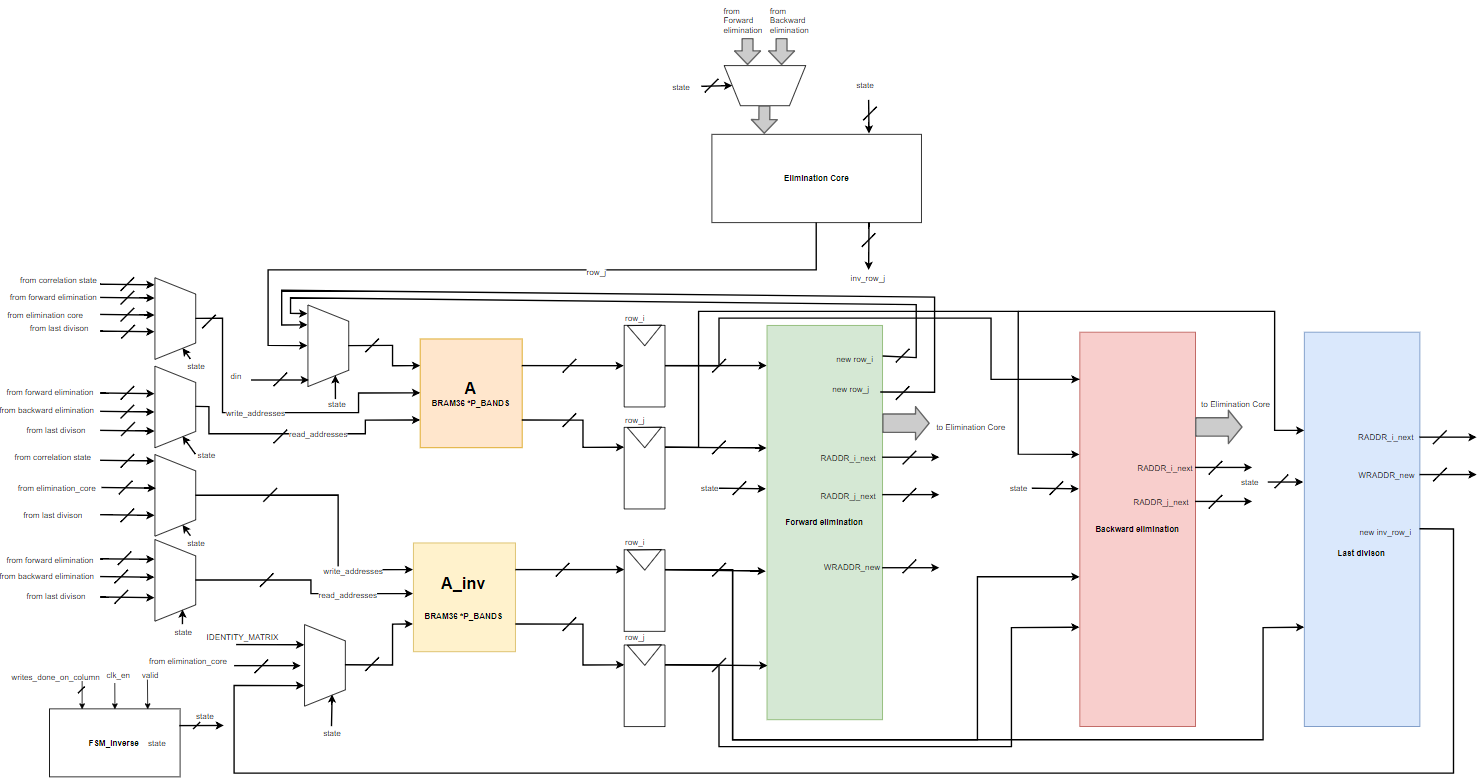 from
Forward
elimination
from
Backward
elimination
state
state
Elimination Core
row_j
inv_row_j
from correlation state
from forward elimination
from elimination core
from last divison
state
din
state
write_addresses
from forward elimination
from backward elimination
from last divison
read_addresses
state
A
BRAM36 *P_BANDS
row_i
row_j
new row_i
new row_j
to Elimination Core
RADDR_i_next
state
RADDR_j_next
Forward elimination
WRADDR_new
to Elimination Core
RADDR_i_next
state
RADDR_j_next
Backward elimination
RADDR_i_next
WRADDR_new
state
new inv_row_i
Last divison
from correlation state
from elimination_core
from last divison
state
from forward elimination
from backward elimination
from last divison
state
write_addresses
read_addresses
A_inv
BRAM36 *P_BANDS
row_i
row_j
IDENTITY_MATRIX
from elimination_core
state
writes_done_on_column
clk_en
valid
FSM_Inverse
state
state